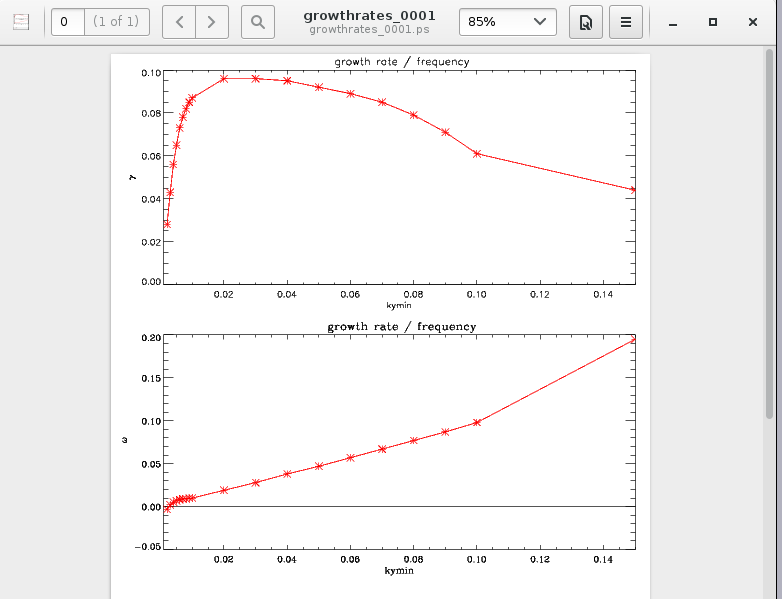 growthrates_0001
growthrates_0001.ps
0 (1 of 1) 85%
growth rate / frequency
0.10
0.08
0.06
0.04
0.02
0.00
γ
0.02 0.04 0.06 0.08 0.10 0.12 0.14
kymin
growth rate / frequency
0.20
0.15
0.10
0.05
0.00
-0.05
ω
0.02 0.04 0.06 0.08 0.10 0.12 0.14
kymin